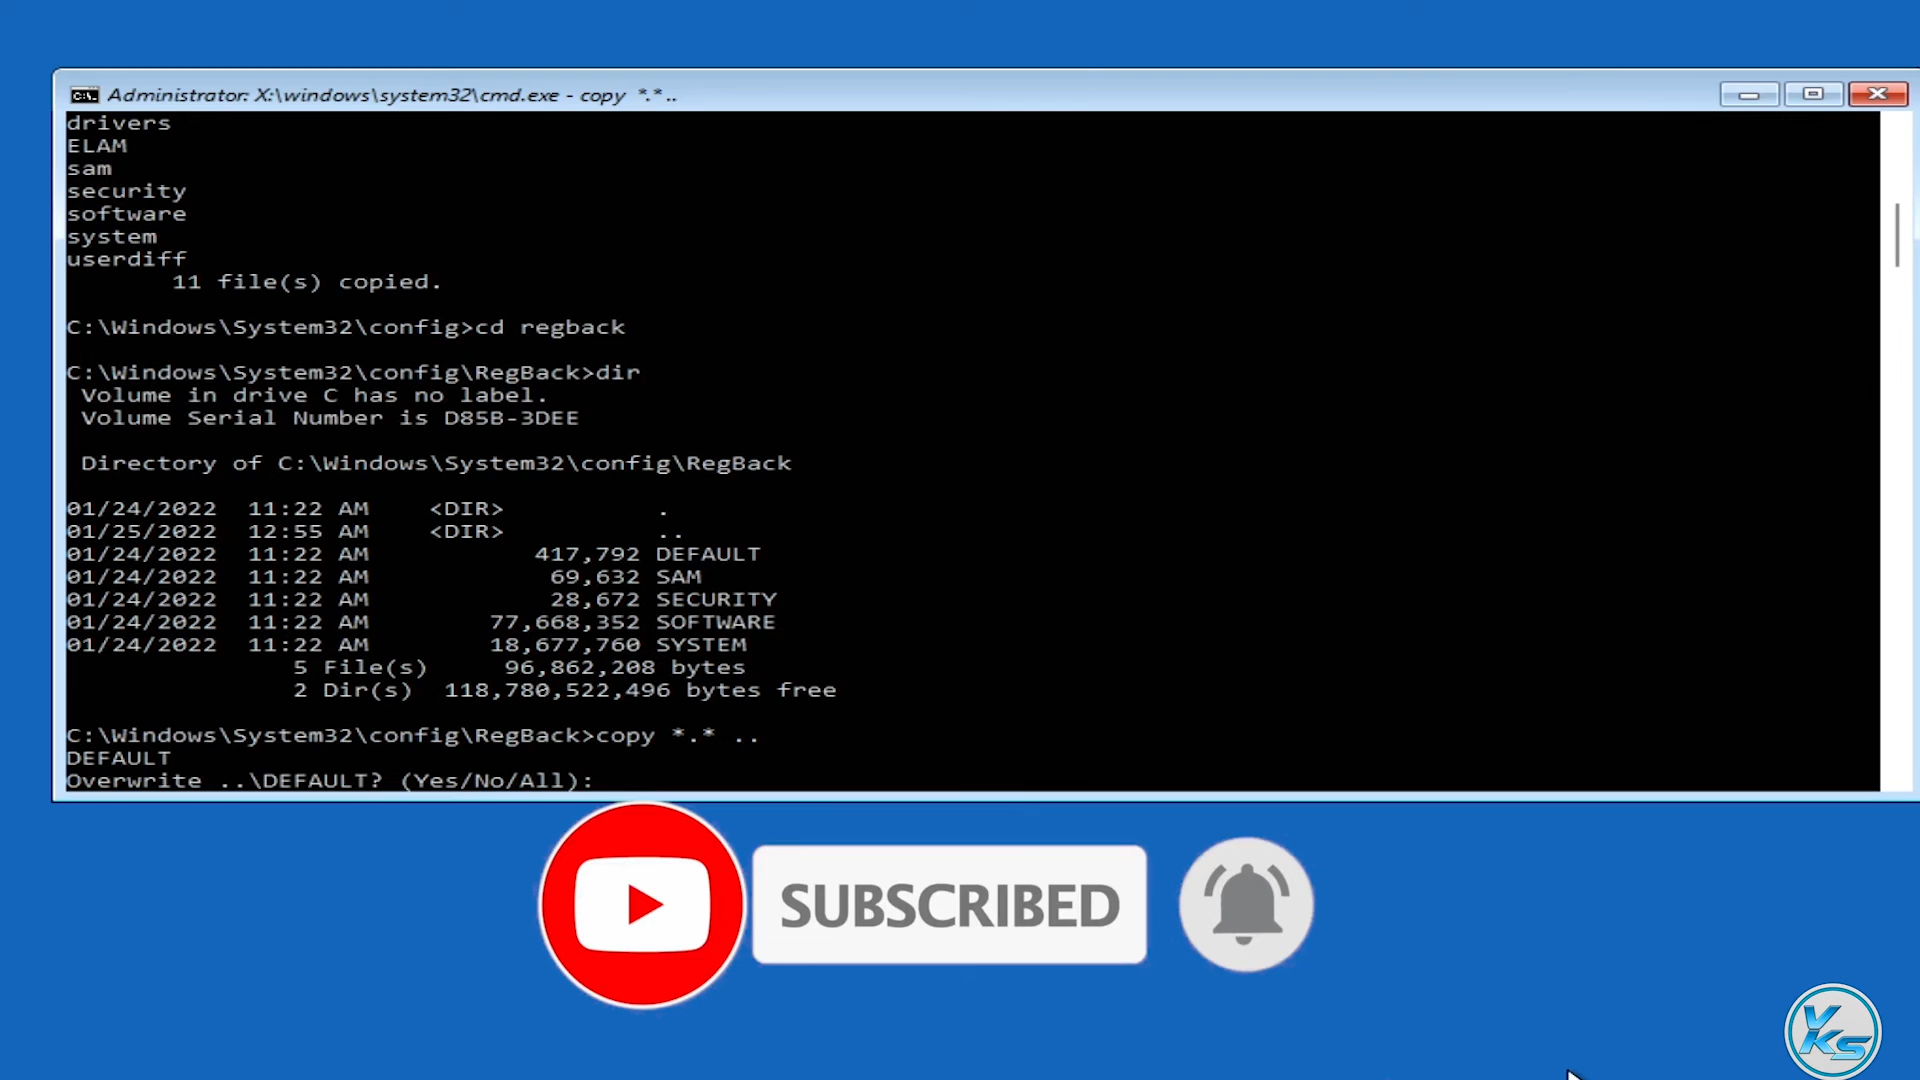 Administrator: X:\windows\system32\cmd.exe - copy *.* ..
drivers
ELAM
sam
security
software
system
userdiff
11 file(s) copied.
C:\Windows\System32\config>cd regback
C:\Windows\System32\config\RegBack>dir
Volume in drive C has no label.
Volume Serial Number is D85B-3DEE
Directory of C:\Windows\System32\config\RegBack
01/24/2022 11:22 AM <DIR> .
01/25/2022 12:55 AM <DIR> ..
01/24/2022 11:22 AM 417,792 DEFAULT
01/24/2022 11:22 AM 69,632 SAM
01/24/2022 11:22 AM 28,672 SECURITY
01/24/2022 11:22 AM 77,668,352 SOFTWARE
01/24/2022 11:22 AM 18,677,760 SYSTEM
5 File(s) 96,862,208 bytes
2 Dir(s) 118,780,522,496 bytes free
C:\Windows\System32\config\RegBack>copy *.* ..
DEFAULT
Overwrite ..\DEFAULT? (Yes/No/All):
SUBSCRIBED
VKS